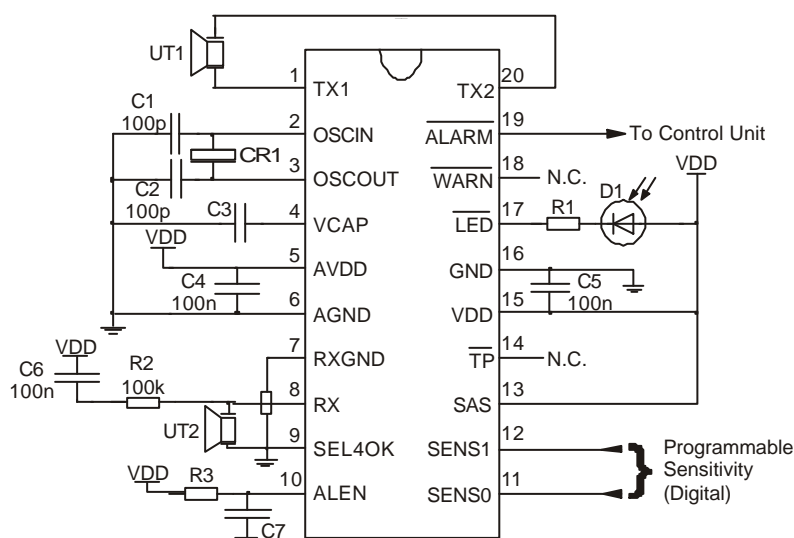 UT1
1
TX1
20
TX2
C1
100p
2
OSCIN
CR1
3
OSCOUT
C2
100p
C3
4
VCAP
VDD
5
AVDD
C4
100n
6
AGND
VDD
7
RXGND
C6
100n
R2
100k
8
RX
UT2
9
SEL4OK
VDD
R3
10
ALEN
C7
19
ALARM
To Control Unit
18
WARN
N.C.
VDD
D1
17
LED
R1
16
GND
C5
100n
15
VDD
14
TP
N.C.
13
SAS
12
SENS1
11
SENS0
Programmable
Sensitivity
(Digital)